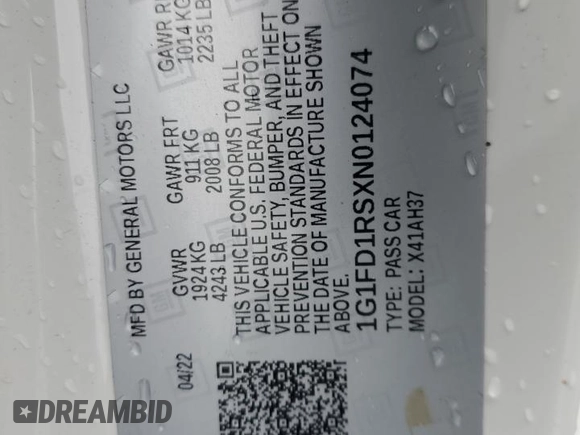 MFD BY GENERAL MOTORS LLC
04/22
GVWR
1924 KG
4243 LB
GAWR FRT
911 KG
2008 LB
GAWR RR
1014 KG
2235 LB
THIS VEHICLE CONFORMS TO ALL
APPLICABLE U.S. FEDERAL MOTOR
VEHICLE SAFETY, BUMPER, AND THEFT
PREVENTION STANDARDS IN EFFECT ON
THE DATE OF MANUFACTURE SHOWN
ABOVE.
1G1FD1RSXN0124074
TYPE: PASS CAR
MODEL: X41AH37
GM
DREAMBID